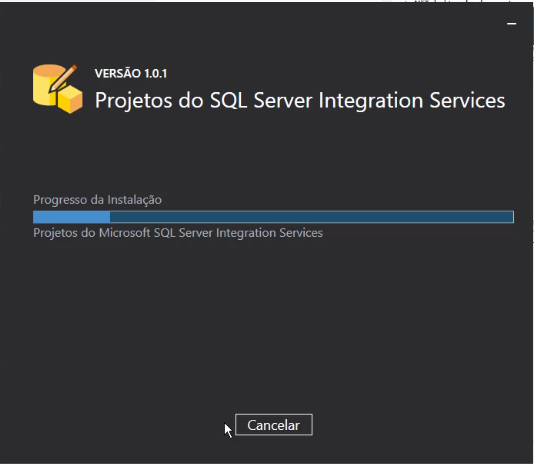 VERSÃO 1.0.1
Projetos do SQL Server Integration Services
Progresso da Instalação
Projetos do Microsoft SQL Server Integration Services
Cancelar